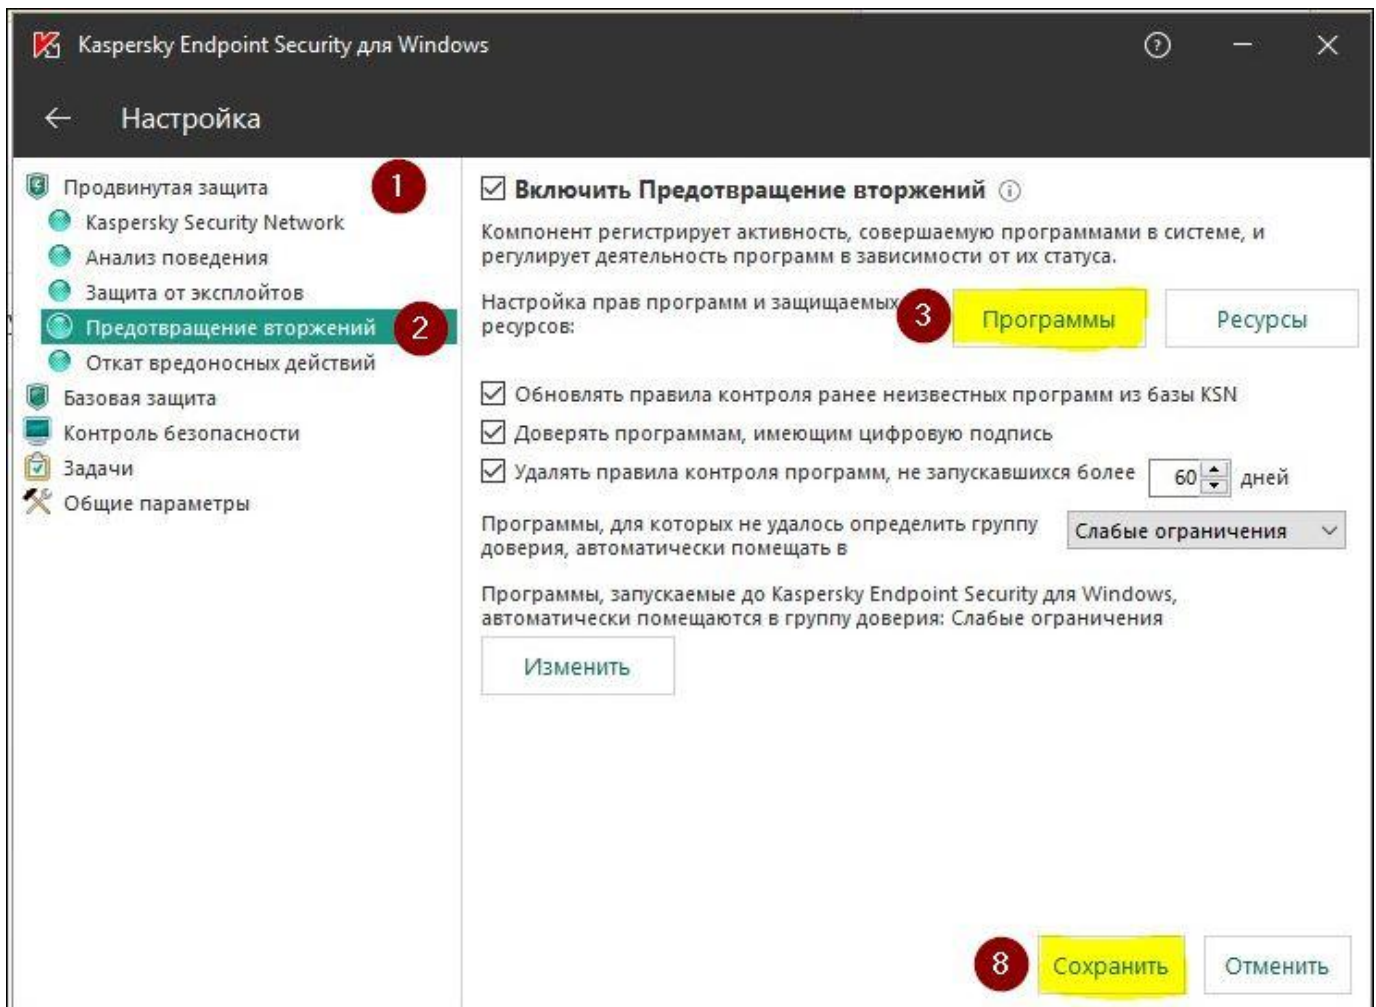 Kaspersky Endpoint Security для Windows
Настройка
Продвинутая защита
1
Kaspersky Security Network
Анализ поведения
Защита от эксплойтов
Предотвращение вторжений
2
Откат вредоносных действий
Базовая защита
Контроль безопасности
Задачи
Общие параметры
Включить Предотвращение вторжений
Компонент регистрирует активность, совершаемую программами в системе, и
регулирует деятельность программ в зависимости от их статуса.
Настройка прав программ и защищаемых
ресурсов:
3
Программы
Ресурсы
Обновлять правила контроля ранее неизвестных программ из базы KSN
Доверять программам, имеющим цифровую подпись
Удалять правила контроля программ, не запускавшихся более 60 дней
Программы, для которых не удалось определить группу
доверия, автоматически помещать в
Слабые ограничения
Программы, запускаемые до Kaspersky Endpoint Security для Windows,
автоматически помещаются в группу доверия: Слабые ограничения
Изменить
8
Сохранить
Отменить